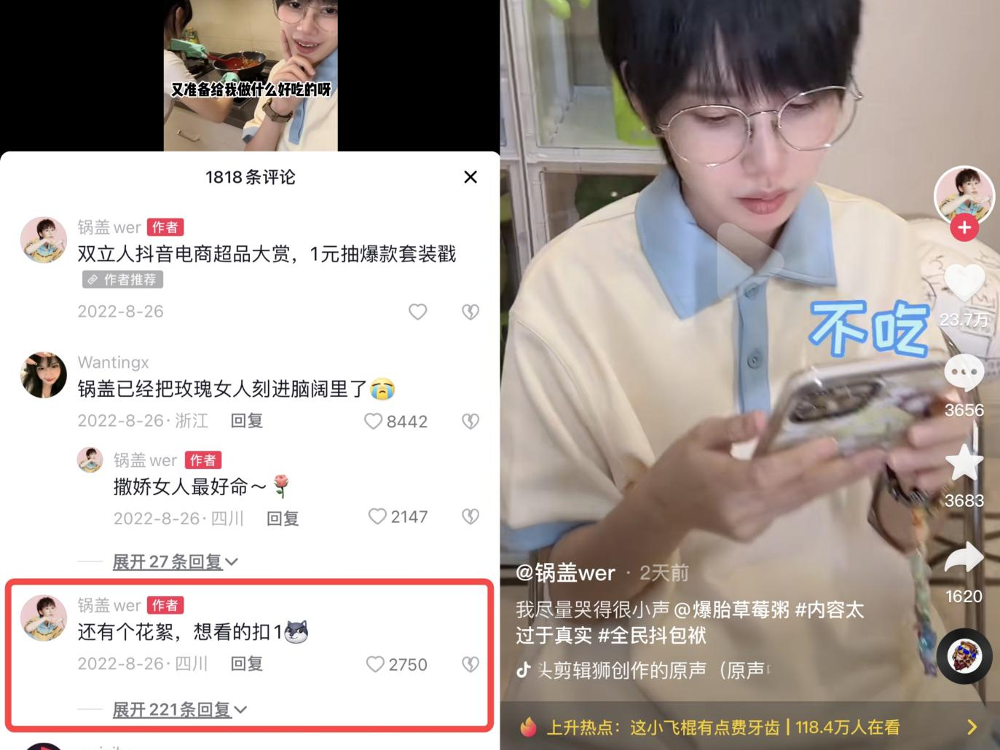 又准备给我做什么好吃的呀
1818条评论
锅盖wer 作者
双立人抖音电商超品大赏，1元抽爆款套装戳
作者推荐
2022-8-26
Wantingx
锅盖已经把玫瑰女人刻进脑阔里了😭
2022-8-26·浙江 回复 8442
锅盖wer 作者
撒娇女人最好命～🌹
2022-8-26·四川 回复 2147
展开27条回复
锅盖wer 作者
还有个花絮，想看的扣1
2022-8-26·四川 回复 2750
展开221条回复
不吃
23.7万
3656
3683
1620
@锅盖wer · 2天前
我尽量哭得很小声@爆胎草莓粥 #内容太
过于真实 #全民抖包袱
头剪辑狮创作的原声（原声
上升热点：这小飞棍有点费牙齿 | 118.4万人在看